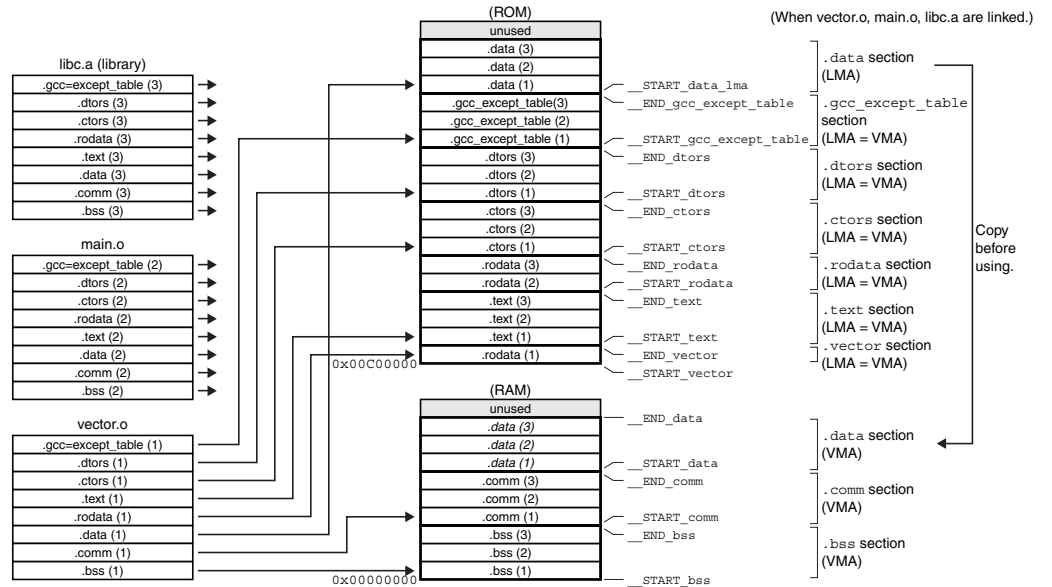 (When vector.o, main.o, libc.a are linked.)
libc.a (library)
.gcc=except_table (3)
.dtors (3)
.ctors (3)
.rodata (3)
.text (3)
.data (3)
.comm (3)
.bss (3)
main.o
.gcc=except_table (2)
.dtors (2)
.ctors (2)
.rodata (2)
.text (2)
.data (2)
.comm (2)
.bss (2)
vector.o
.gcc=except_table (1)
.dtors (1)
.ctors (1)
.text (1)
.rodata (1)
.data (1)
.comm (1)
.bss (1)
(ROM)
unused
.data (3)
.data (2)
.data (1)
.gcc_except_table(3)
.gcc_except_table (2)
.gcc_except_table (1)
.dtors (3)
.dtors (2)
.dtors (1)
.ctors (3)
.ctors (2)
.ctors (1)
.rodata (3)
.rodata (2)
.text (3)
.text (2)
.text (1)
.rodata (1)
0x00C00000
__START_data_lma
__END_gcc_except_table
__START_gcc_except_table
__END_dtors
__START_dtors
__END_ctors
__START_ctors
__END_rodata
__START_rodata
__END_text
__START_text
__END_vector
__START_vector
.data section
(LMA)
.gcc_except_table
section
(LMA = VMA)
.dtors section
(LMA = VMA)
.ctors section
(LMA = VMA)
.rodata section
(LMA = VMA)
.text section
(LMA = VMA)
.vector section
(LMA = VMA)
Copy
before
using.
(RAM)
unused
.data (3)
.data (2)
.data (1)
.comm (3)
.comm (2)
.comm (1)
.bss (3)
.bss (2)
.bss (1)
0x00000000
__END_data
__START_data
__END_comm
__START_comm
__END_bss
__START_bss
.data section
(VMA)
.comm section
(VMA)
.bss section
(VMA)